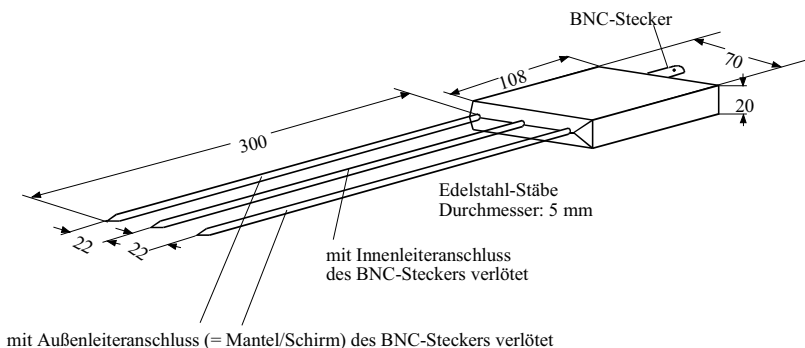 BNC-Stecker
70
108
20
300
Edelstahl-Stäbe
Durchmesser: 5 mm
22
22
mit Innenleiteranschluss
des BNC-Steckers verlötet
mit Außenleiteranschluss (= Mantel/Schirm) des BNC-Steckers verlötet